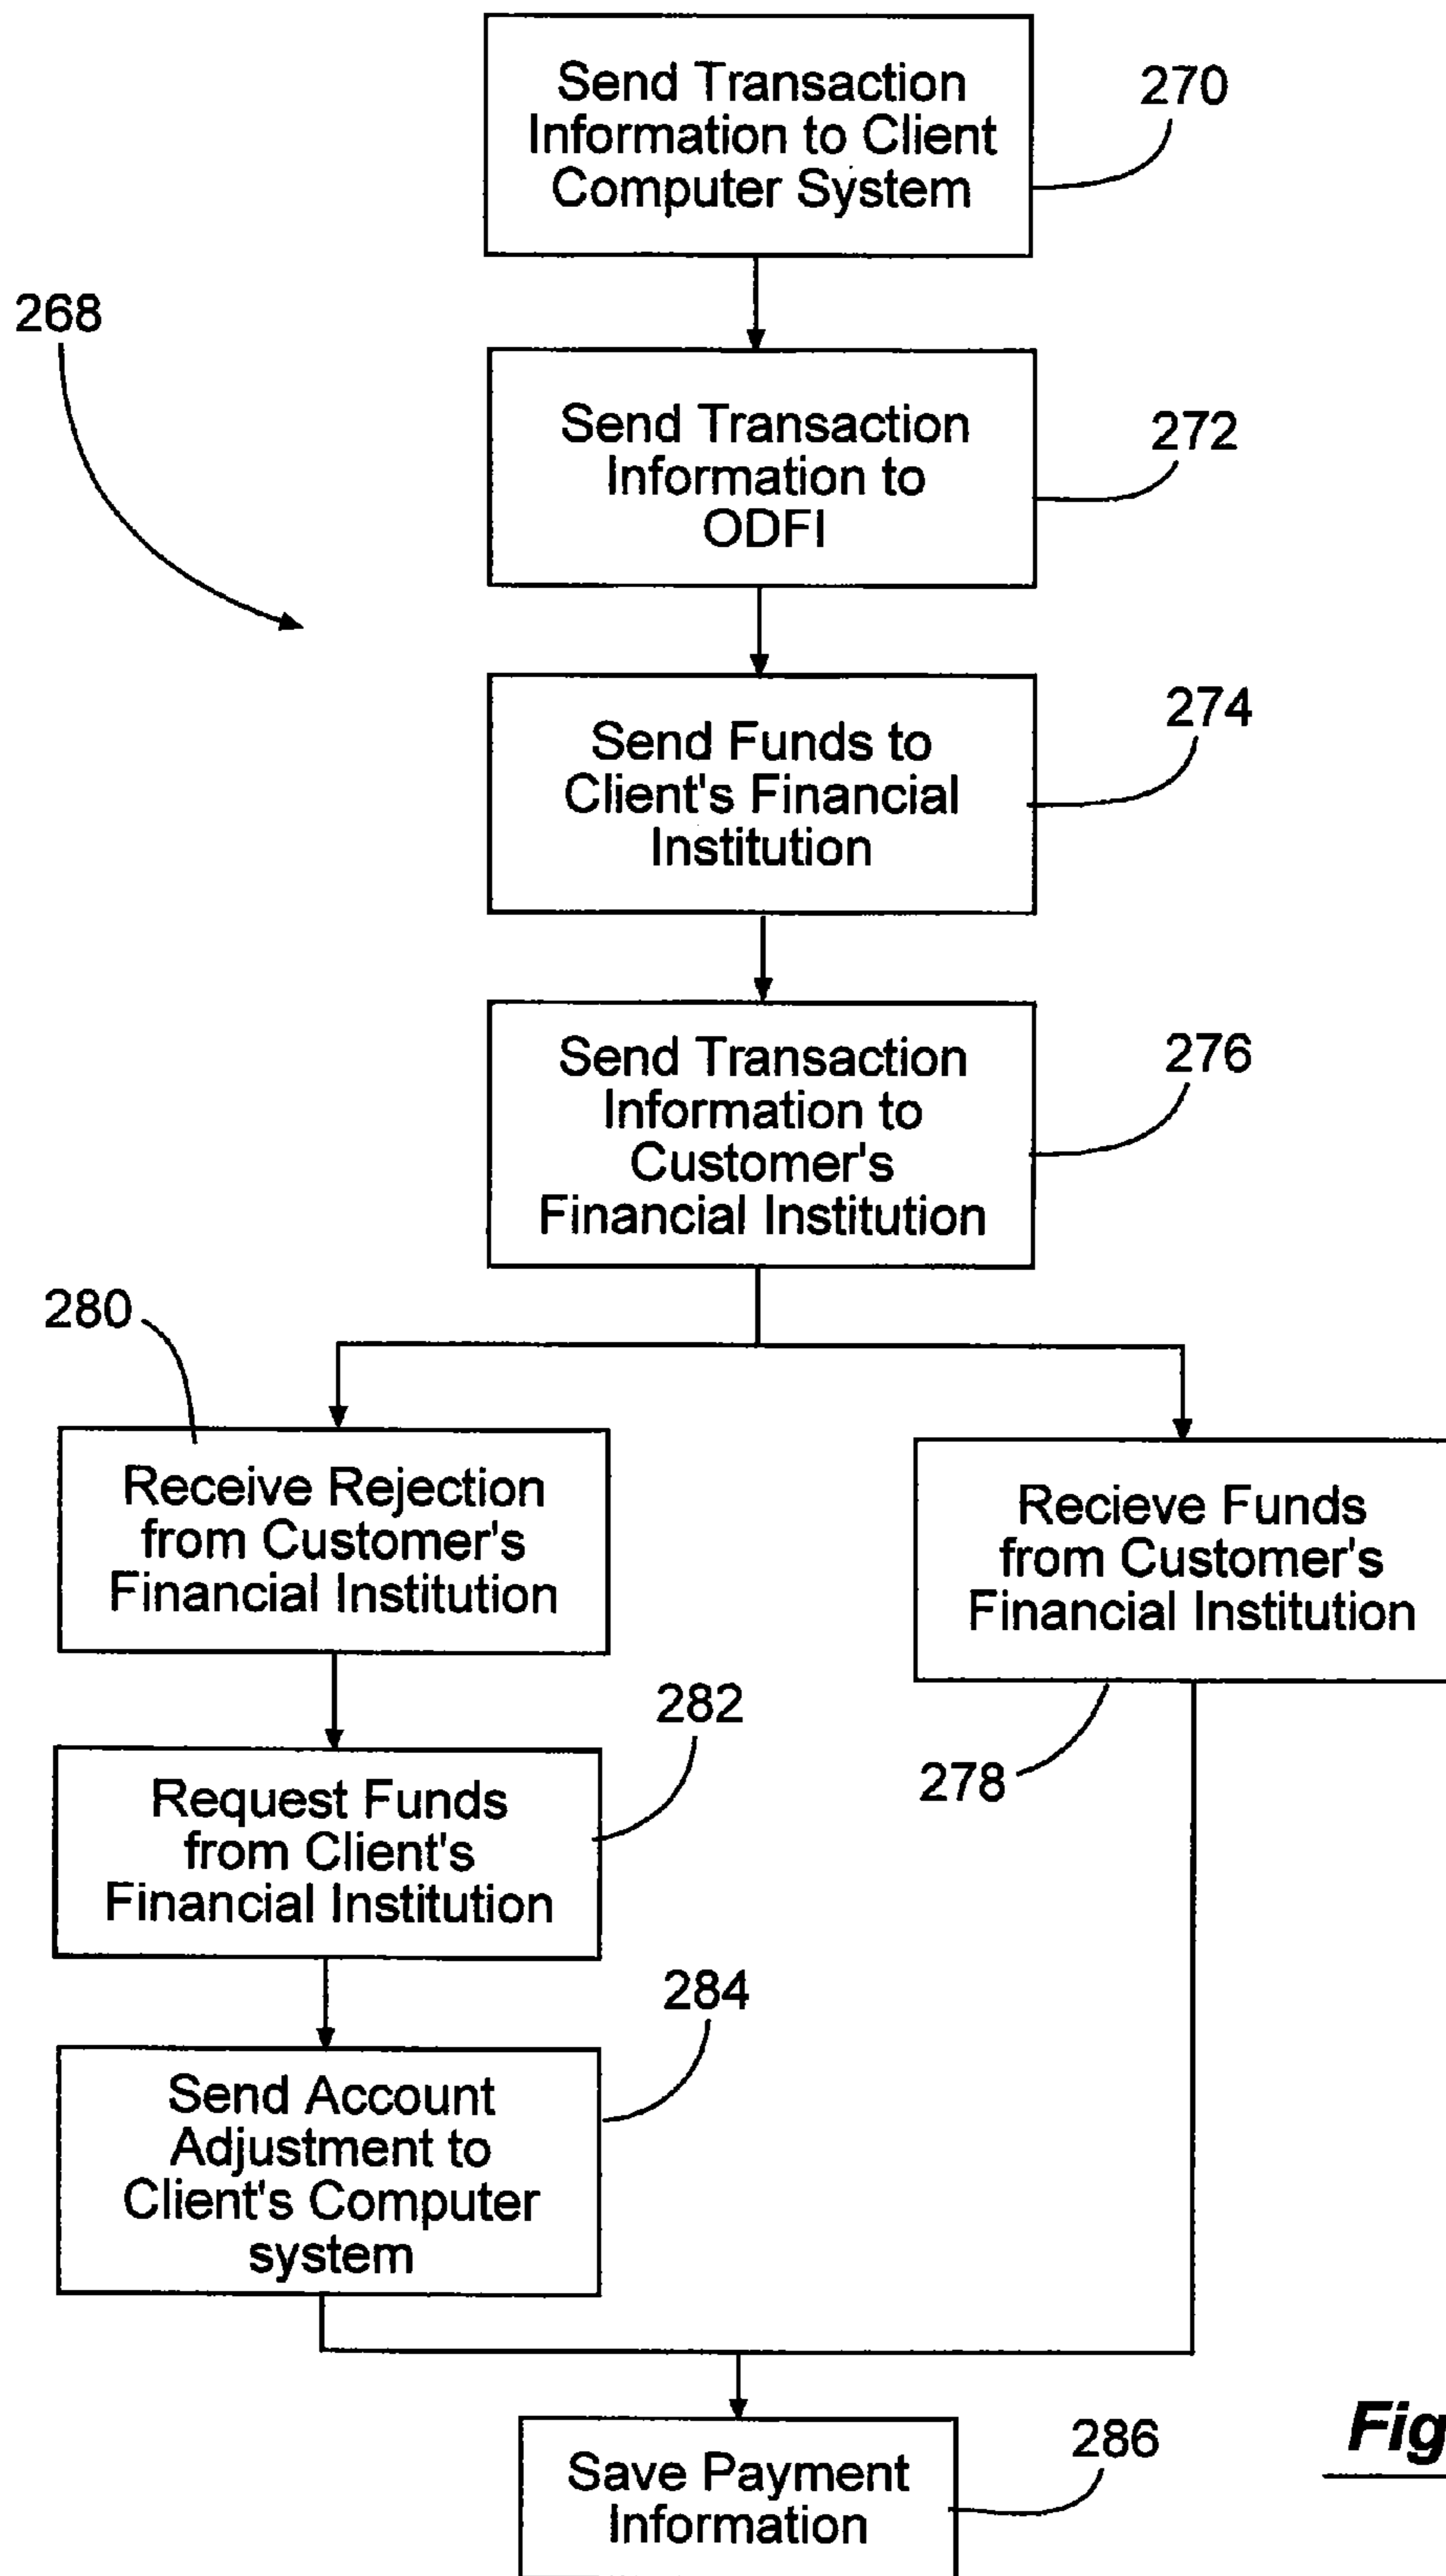 Send Transaction
Information to Client
Computer System
270
268
Send Transaction
Information to
ODFI
272
Send Funds to
Client's Financial
Institution
274
Send Transaction
Information to
Customer's
Financial Institution
276
280
Receive Rejection
from Customer's
Financial Institution
Recieve Funds
from Customer's
Financial Institution
278
282
Request Funds
from Client's
Financial Institution
284
Send Account
Adjustment to
Client's Computer
system
286
Save Payment
Information
Fig